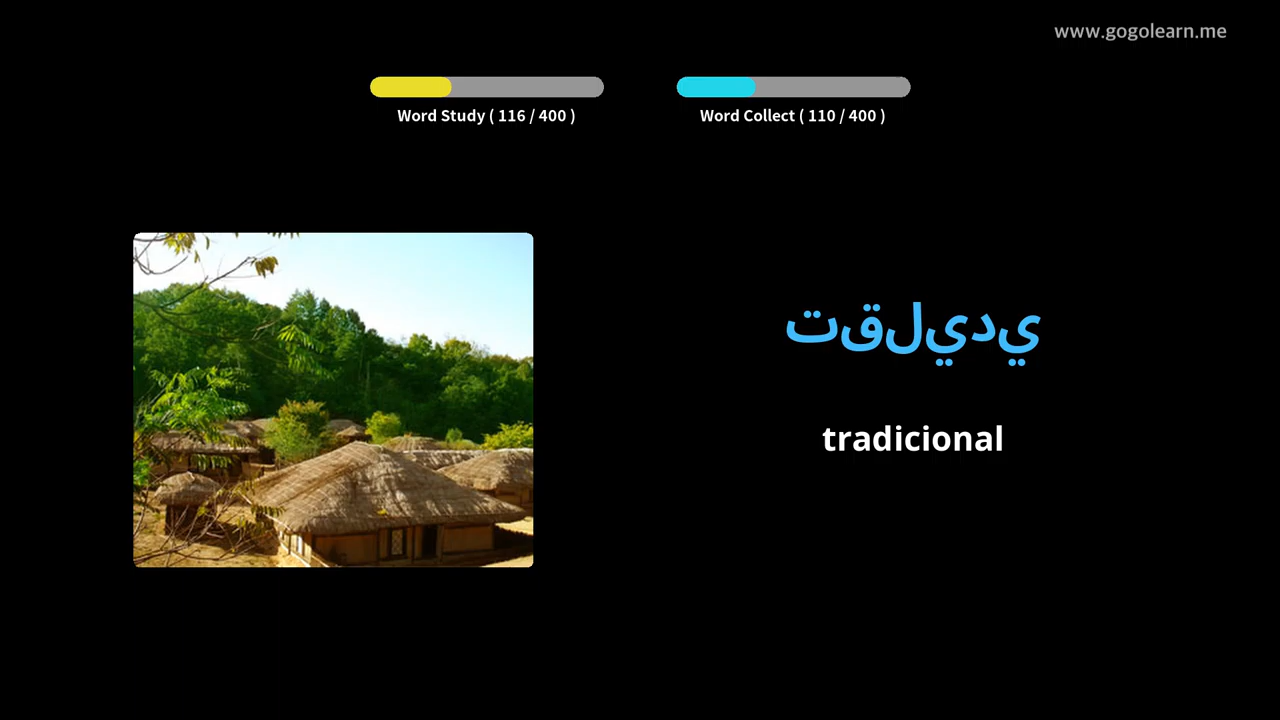 www.gogolearn.me
Word Study ( 116 / 400 )
Word Collect ( 110 / 400 )
تقليدي
tradicional